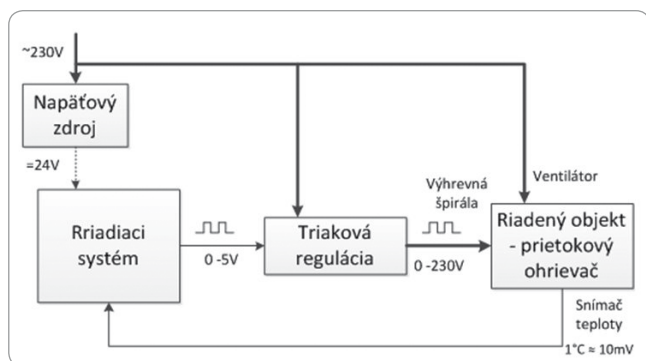 ~230V
Napäťový
zdroj
=24V
Rriadiaci
systém
0 -5V
Triaková
regulácia
Výhrevná
špirála
0 -230V
Ventilátor
Riadený objekt
- prietokový
ohrievač
Snímač
teploty
1°C ≈ 10mV